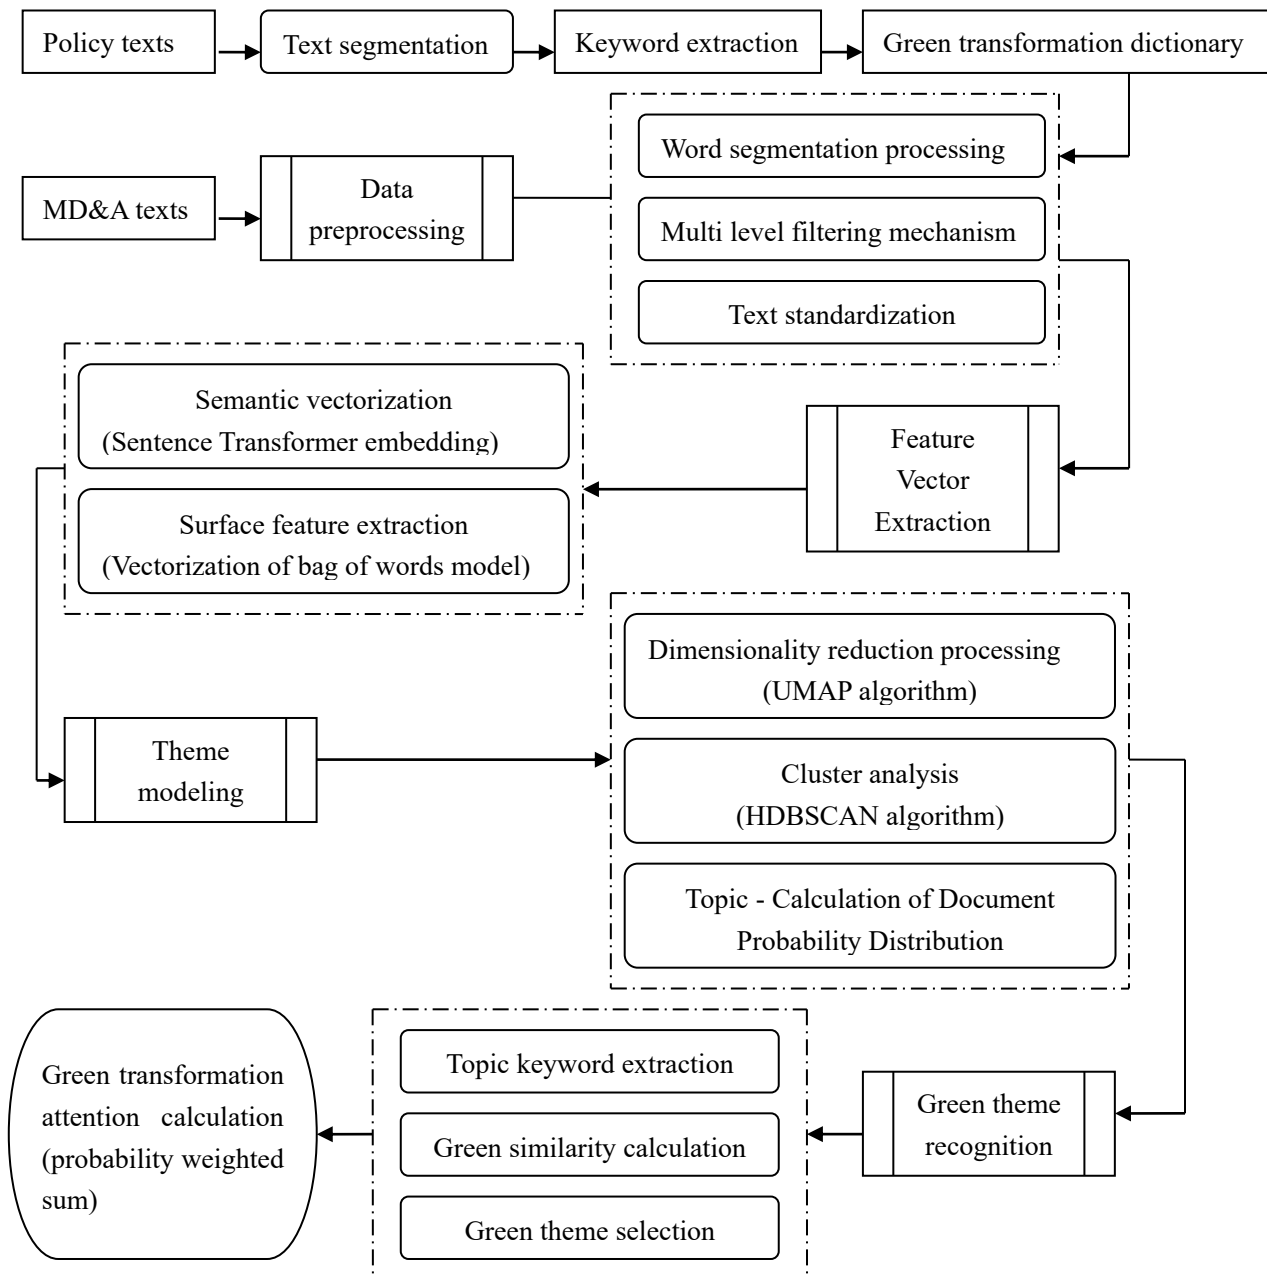 Policy texts
Text segmentation
Keyword extraction
Green transformation dictionary
Word segmentation processing
MD&A texts
Data
preprocessing
Multi level filtering mechanism
Text standardization
Semantic vectorization
(Sentence Transformer embedding)
Surface feature extraction
(Vectorization of bag of words model)
Feature
Vector
Extraction
Theme
modeling
Dimensionality reduction processing
(UMAP algorithm)
Cluster analysis
(HDBSCAN algorithm)
Topic - Calculation of Document
Probability Distribution
Green theme
recognition
Topic keyword extraction
Green similarity calculation
Green theme selection
Green transformation
attention calculation
(probability weighted
sum)